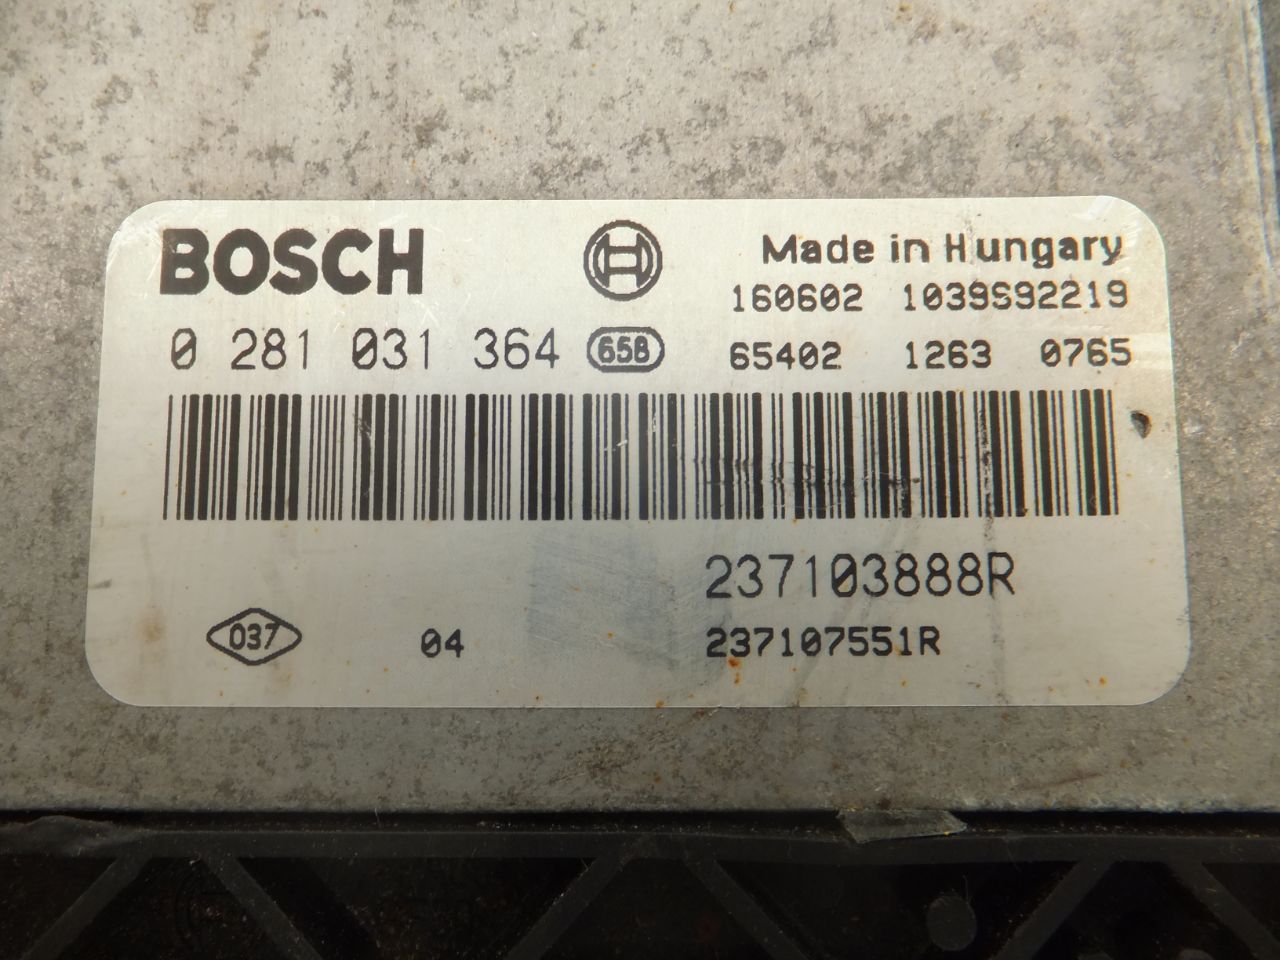 BOSCH
Made in Hungary
160602 1039S92219
0 281 031 364 658
65402 1263 0765
237103888R
037 04 237107551R